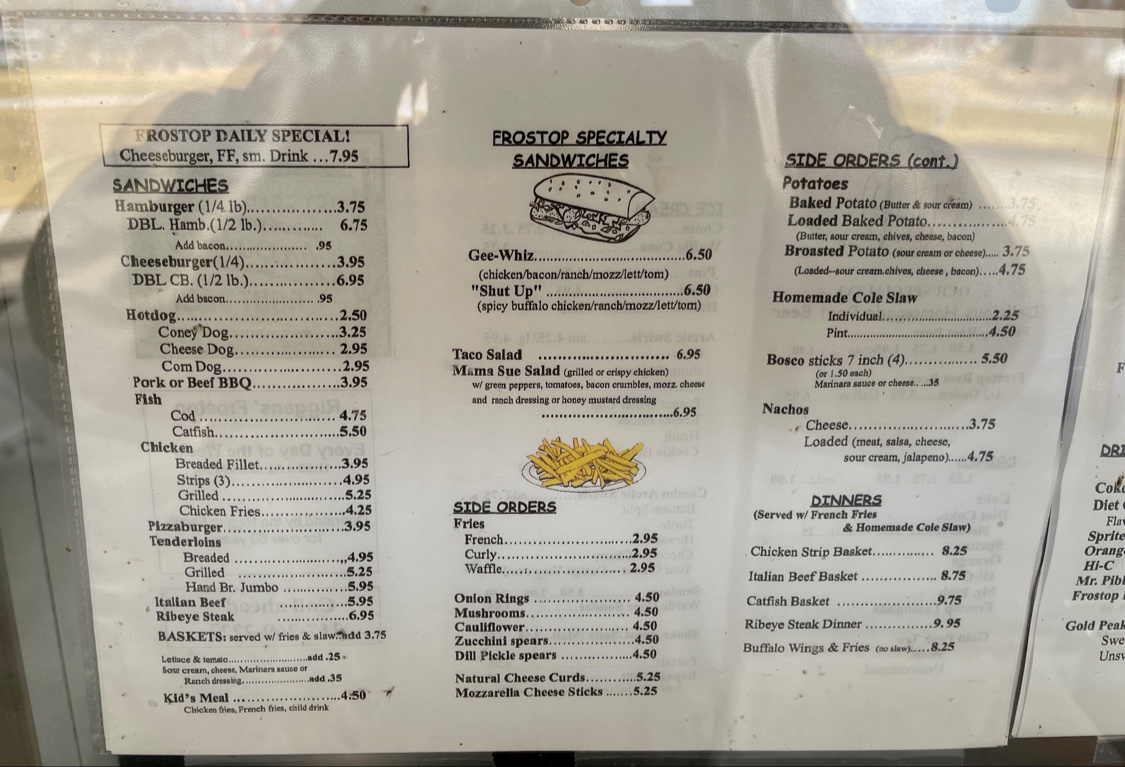 FROSTOP DAILY SPECIAL!
Cheeseburger, FF, sm. Drink ...7.95
SANDWICHES
Hamburger (1/4 lb)..................3.75
DBL. Hamb.(1/2 lb.)............ 6.75
Add bacon.................... .95
Cheeseburger(1/4)..................3.95
DBL CB. (1/2 lb.)..................6.95
Add bacon.................... .95
Hotdog..................................2.50
Coney Dog......................3.25
Cheese Dog..................... 2.95
Corn Dog.........................2.95
Pork or Beef BBQ..................3.95
Fish
Cod ............................ 4.75
Catfish...........................5.50
Chicken
Breaded Fillet.................3.95
Strips (3)........................4.95
Grilled ..........................5.25
Chicken Fries.................4.25
Pizzaburger...........................3.95
Tenderloins
Breaded .......................4.95
Grilled .......................5.25
Hand Br. Jumbo ............5.95
Italian Beef ...................5.95
Ribeye Steak ...................6.95
BASKETS: served w/ fries & slaw..add 3.75
Lettuce & tomato........................add .25
Sour cream, cheese, Marinara sauce or
Ranch dressing.....................add .35
Kid's Meal ......................4.50
Chicken fries, French fries, child drink
FROSTOP SPECIALTY
SANDWICHES
Gee-Whiz................................6.50
(chicken/bacon/ranch/mozz/lett/tom)
"Shut Up" ..............................6.50
(spicy buffalo chicken/ranch/mozz/lett/tom)
Taco Salad ............................ 6.95
Mama Sue Salad (grilled or crispy chicken)
w/ green peppers, tomatoes, bacon crumbles, mozz. cheese
and ranch dressing or honey mustard dressing
............................6.95
SIDE ORDERS
Fries
French............................2.95
Curly.............................2.95
Waffle........................... 2.95
Onion Rings ..................... 4.50
Mushrooms...................... 4.50
Cauliflower...................... 4.50
Zucchini spears..................4.50
Dill Pickle spears ...............4.50
Natural Cheese Curds...........5.25
Mozzarella Cheese Sticks .......5.25
SIDE ORDERS (cont.)
Potatoes
Baked Potato (Butter & sour cream) ......3.75
Loaded Baked Potato..................4.75
(Butter, sour cream, chives, cheese, bacon)
Broasted Potato (sour cream or cheese)..... 3.75
(Loaded--sour cream.chives, cheese , bacon).....4.75
Homemade Cole Slaw
Individual........................2.25
Pint...................................4.50
Bosco sticks 7 inch (4)............... 5.50
(or 1.50 each)
Marinara sauce or cheese.. ..35
Nachos
Cheese..........................3.75
Loaded (meat, salsa, cheese,
sour cream, jalapeno)......4.75
DINNERS
(Served w/ French Fries
& Homemade Cole Slaw)
Chicken Strip Basket.............. 8.25
Italian Beef Basket ................. 8.75
Catfish Basket .....................9.75
Ribeye Steak Dinner ................9.95
Buffalo Wings & Fries (no slaw)......8.25
Diet
Sprite
Hi-C
Gold Peak